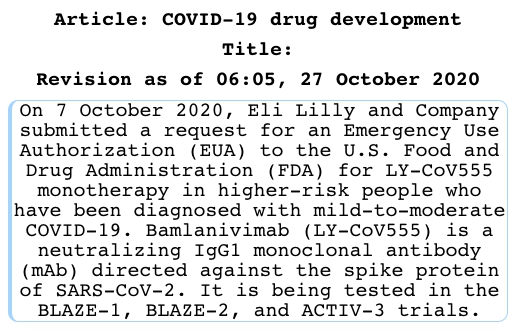 Article: COVID-19 drug development
Title:
Revision as of 06:05, 27 October 2020
On 7 October 2020, Eli Lilly and Company
submitted a request for an Emergency Use
Authorization (EUA) to the U.S. Food and
Drug Administration (FDA) for LY-CoV555
monotherapy in higher-risk people who
have been diagnosed with mild-to-moderate
COVID-19. Bamlanivimab (LY-CoV555) is a
neutralizing IgG1 monoclonal antibody
(mAb) directed against the spike protein
of SARS-CoV-2. It is being tested in the
BLAZE-1, BLAZE-2, and ACTIV-3 trials.